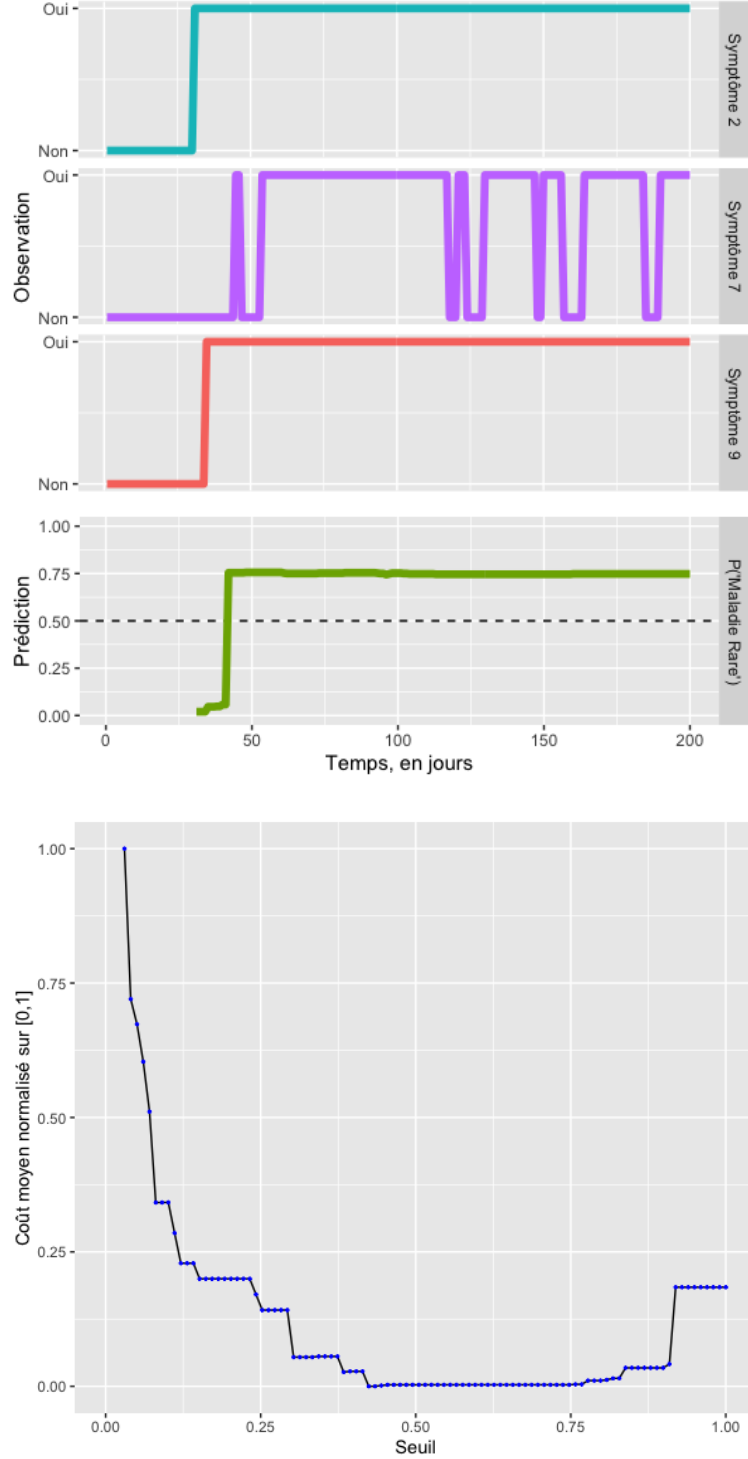 Oui
Non
Symptôme 2
Oui
Non
Symptôme 7
Observation
Oui
Non
Symptôme 9
1.00
0.75
0.50
0.25
0.00
Prédiction
P('Maladie Rare')
0 50 100 150 200
Temps, en jours
1.00
0.75
0.50
0.25
0.00
Coût moyen normalisé sur [0,1]
0.00 0.25 0.50 0.75 1.00
Seuil